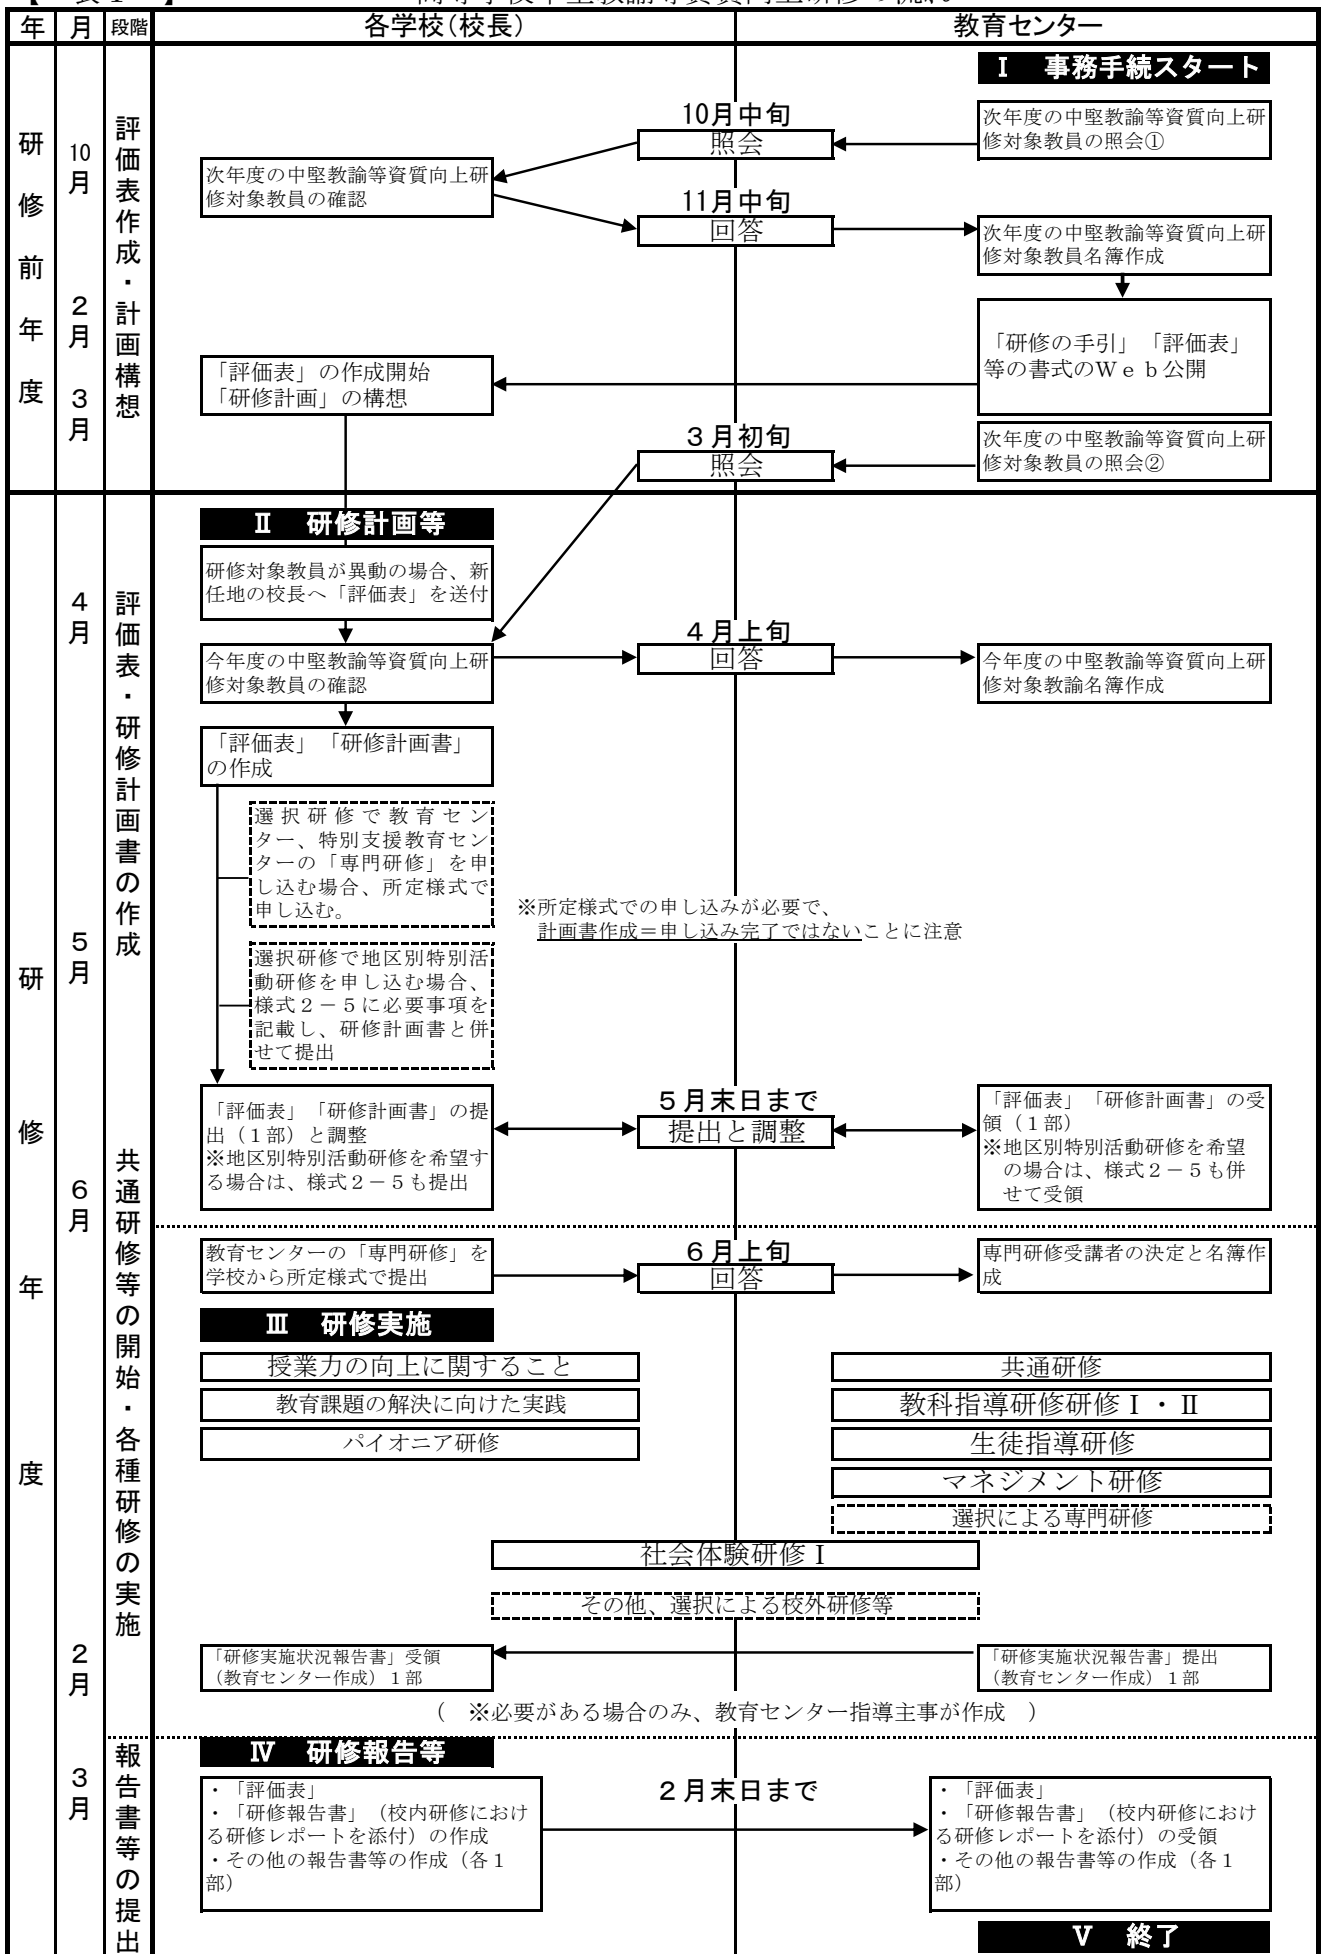 【　表１　】
高等学校中堅教諭等資質向上研修の流れ
年 月 段階 各学校(校長) 教育センター
Ⅰ　事務手続スタート
研修前年度
10月
評価表作成・計画構想
10月中旬
照会
次年度の中堅教諭等資質向上研
修対象教員の照会①
次年度の中堅教諭等資質向上研
修対象教員の確認
11月中旬
回答
次年度の中堅教諭等資質向上研
修対象教員名簿作成
2月
「研修の手引」「評価表」
等の書式のＷｅｂ公開
「評価表」の作成開始
「研修計画」の構想
3月
３月初旬
照会
次年度の中堅教諭等資質向上研
修対象教員の照会②
研修年度
Ⅱ　研修計画等
4月
評価表・研修計画書の作成
研修対象教員が異動の場合、新
任地の校長へ「評価表」を送付
４月上旬
回答
今年度の中堅教諭等資質向上研
修対象教員の確認
今年度の中堅教諭等資質向上研
修対象教諭名簿作成
「評価表」「研修計画書」
の作成
選択研修で教育セン
ター、特別支援教育セン
ターの「専門研修」を申
し込む場合、所定様式で
申し込む。
※所定様式での申し込みが必要で、
計画書作成＝申し込み完了ではないことに注意
5月
選択研修で地区別特別活
動研修を申し込む場合、
様式２－５に必要事項を
記載し、研修計画書と併
せて提出
５月末日まで
提出と調整
「評価表」「研修計画書」の提
出（１部）と調整
※地区別特別活動研修を希望す
る場合は、様式２－５も提出
「評価表」「研修計画書」の受
領（１部）
※地区別特別活動研修を希望
の場合は、様式２－５も併
せて受領
6月
共通研修等の開始・各種研修の実施
教育センターの「専門研修」を
学校から所定様式で提出
６月上旬
回答
専門研修受講者の決定と名簿作
成
Ⅲ　研修実施
授業力の向上に関すること
共通研修
教育課題の解決に向けた実践
教科指導研修研修Ⅰ・Ⅱ
パイオニア研修
生徒指導研修
マネジメント研修
選択による専門研修
社会体験研修Ⅰ
その他、選択による校外研修等
2月
「研修実施状況報告書」受領
（教育センター作成）１部
「研修実施状況報告書」提出
（教育センター作成）１部
（　※必要がある場合のみ、教育センター指導主事が作成　）
Ⅳ　研修報告等
3月
報告書等の提出
２月末日まで
・「評価表」
・「研修報告書」（校内研修におけ
る研修レポートを添付）の作成
・その他の報告書等の作成（各１
部）
・「評価表」
・「研修報告書」（校内研修におけ
る研修レポートを添付）の受領
・その他の報告書等の作成（各１
部）
Ⅴ　終了